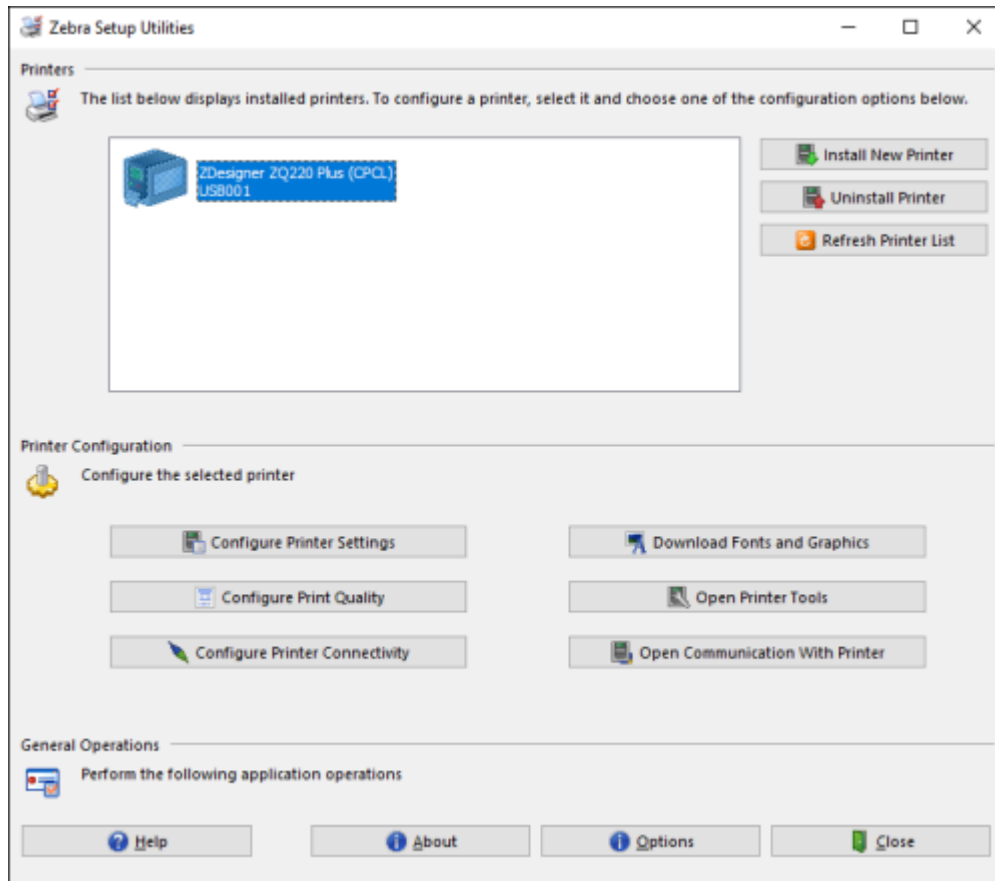 Zebra Setup Utilities
Printers
The list below displays installed printers. To configure a printer, select it and choose one of the configuration options below.
ZDesigner ZQ220 Plus (CPCL)
USB001
Install New Printer
Uninstall Printer
Refresh Printer List
Printer Configuration
Configure the selected printer
Configure Printer Settings
Download Fonts and Graphics
Configure Print Quality
Open Printer Tools
Configure Printer Connectivity
Open Communication With Printer
General Operations
Perform the following application operations
Help
About
Options
Close